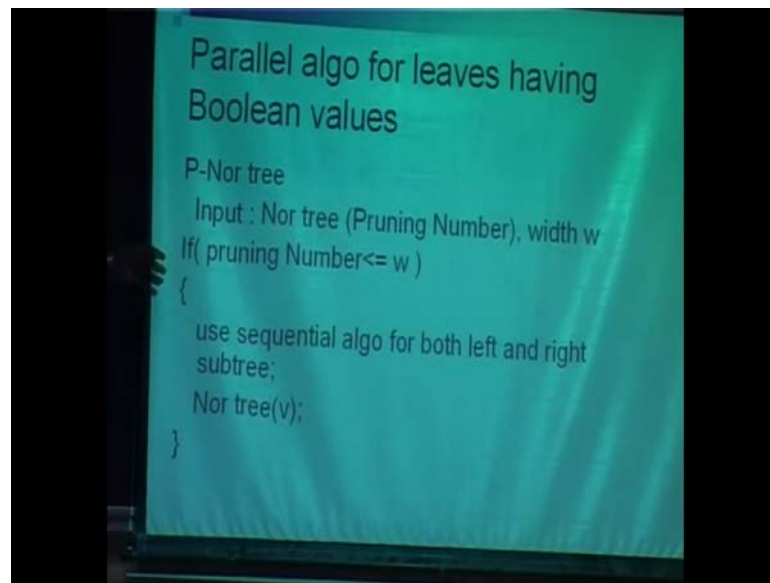 Parallel algo for leaves having
Boolean values
P-Nor tree
Input : Nor tree (Pruning Number), width w
If( pruning Number<= w )
{
use sequential algo for both left and right
subtree;
Nor tree(v);
}